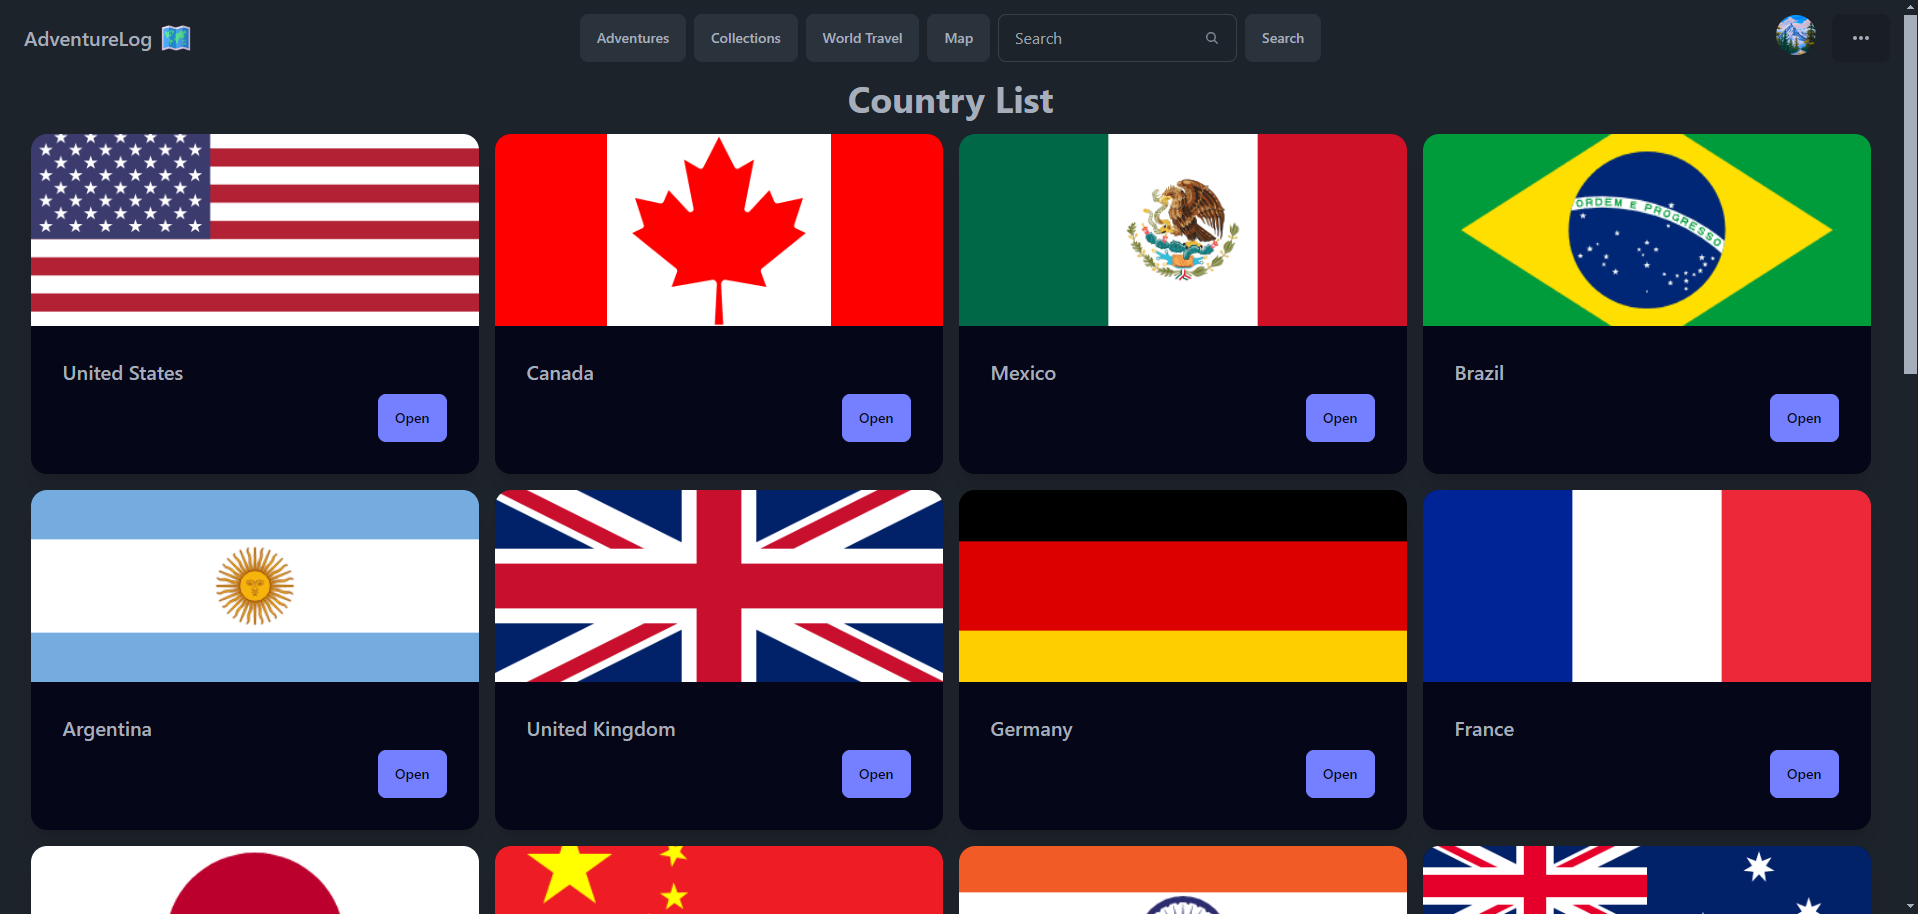 AdventureLog
Adventures
Collections
World Travel
Map
Search
Search
Country List
ORDEM E PROGRESSO
United States
Open
Canada
Open
Mexico
Open
Brazil
Open
Argentina
Open
United Kingdom
Open
Germany
Open
France
Open